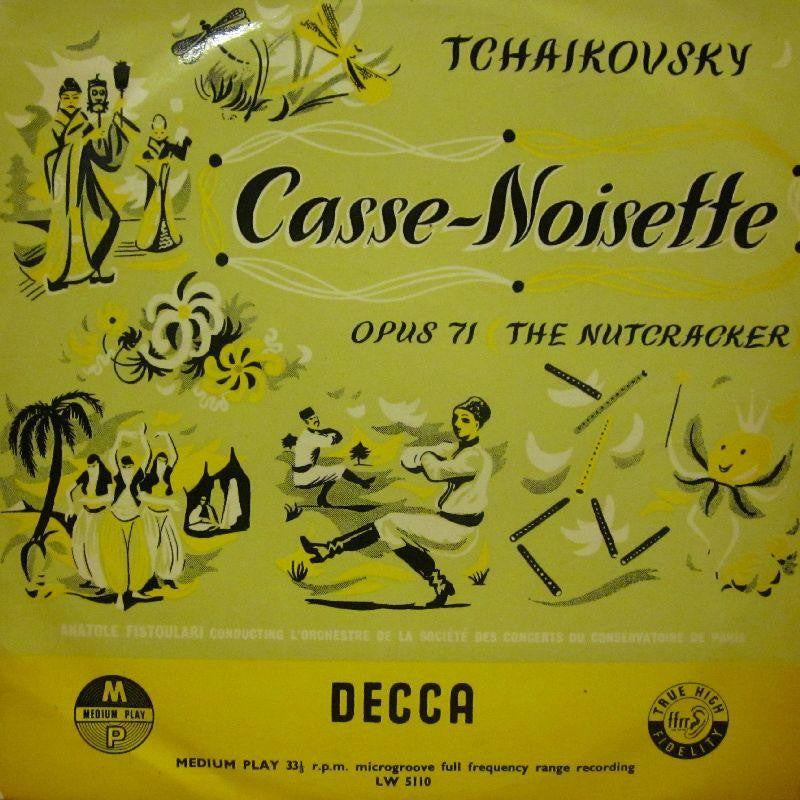 TCHAIKOVSKY
Casse-Noisette
OPUS 71 ( THE NUTCRACKER
ANATOLE FISTOULARI CONDUCTING L'ORCHESTRE DE LA SOCIÉTÉ DES CONCERTS DU CONSERVATOIRE DE PARIS
M
MEDIUM PLAY
P
DECCA
TRUE HIGH
ffrr
FIDELITY
MEDIUM PLAY 33⅓ r.p.m. microgroove full frequency range recording
LW 5110